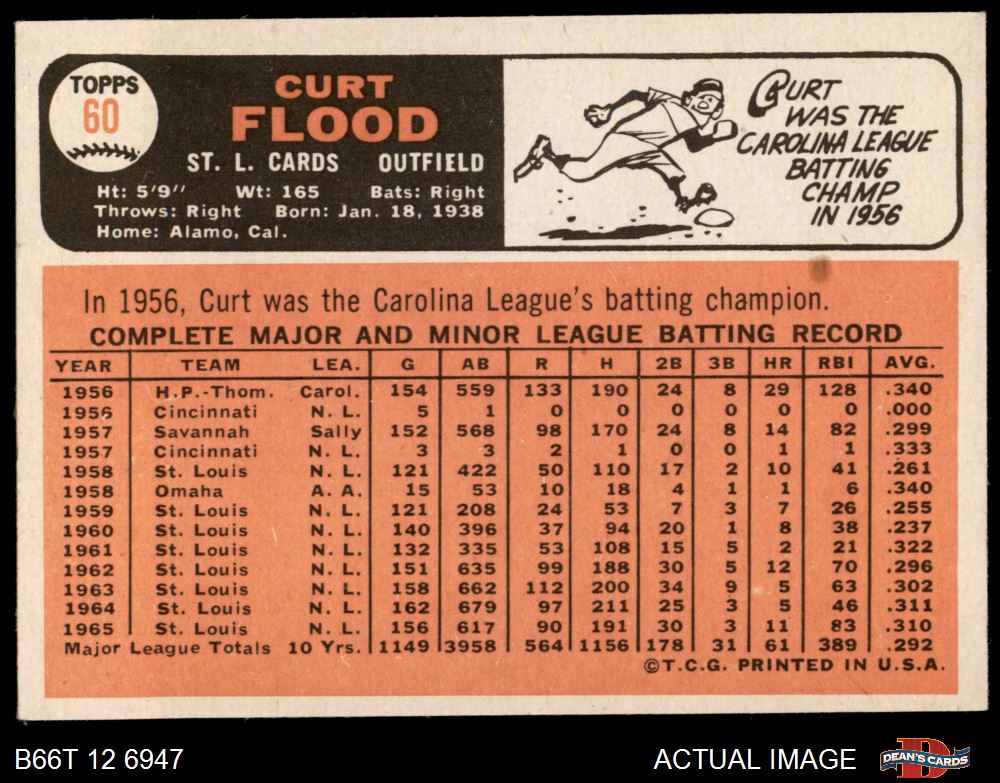 TOPPS
60
CURT
FLOOD
ST. L. CARDS OUTFIELD
Ht: 5'9" Wt: 165 Bats: Right
Throws: Right Born: Jan. 18, 1938
Home: Alamo, Cal.
CURT
WAS THE
CAROLINA LEAGUE
BATTING
CHAMP
IN 1956
In 1956, Curt was the Carolina League's batting champion.
COMPLETE MAJOR AND MINOR LEAGUE BATTING RECORD
YEAR TEAM LEA. G AB R H 2B 3B HR RBI AVG.
1956 H.P.-Thom. Carol. 154 559 133 190 24 8 29 128 .340
1956 Cincinnati N. L. 5 1 0 0 0 0 0 0 .000
1957 Savannah Sally 152 568 98 170 24 8 14 82 .299
1957 Cincinnati N. L. 3 3 2 1 0 0 1 1 .333
1958 St. Louis N. L. 121 422 50 110 17 2 10 41 .261
1958 Omaha A. A. 15 53 10 18 4 1 1 6 .340
1959 St. Louis N. L. 121 208 24 53 7 3 7 26 .255
1960 St. Louis N. L. 140 396 37 94 20 1 8 38 .237
1961 St. Louis N. L. 132 335 53 108 15 5 2 21 .322
1962 St. Louis N. L. 151 635 99 188 30 5 12 70 .296
1963 St. Louis N. L. 158 662 112 200 34 9 5 63 .302
1964 St. Louis N. L. 162 679 97 211 25 3 5 46 .311
1965 St. Louis N. L. 156 617 90 191 30 3 11 83 .310
Major League Totals 10 Yrs. 1149 3958 564 1156 178 31 61 389 .292
©T.C.G. PRINTED IN U.S.A.
B66T 12 6947
ACTUAL IMAGE
D
DEAN'S CARDS